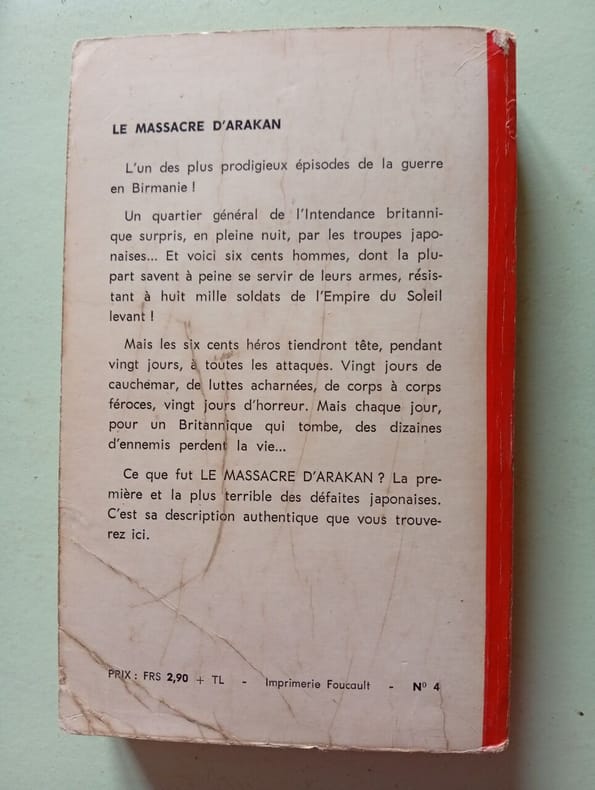 LE MASSACRE D'ARAKAN
L'un des plus prodigieux épisodes de la guerre
en Birmanie !
Un quartier général de l'Intendance britanni-
que surpris, en pleine nuit, par les troupes japo-
naises... Et voici six cents hommes, dont la plu-
part savent à peine se servir de leurs armes, résis-
tant à huit mille soldats de l'Empire du Soleil
levant !
Mais les six cents héros tiendront tête, pendant
vingt jours, à toutes les attaques. Vingt jours de
cauchemar, de luttes acharnées, de corps à corps
féroces, vingt jours d'horreur. Mais chaque jour,
pour un Britannique qui tombe, des dizaines
d'ennemis perdent la vie...
Ce que fut LE MASSACRE D'ARAKAN ? La pre-
mière et la plus terrible des défaites japonaises.
C'est sa description authentique que vous trouve-
rez ici.
PRIX : FRS 2,90 + TL - Imprimerie Foucault - Nº 4